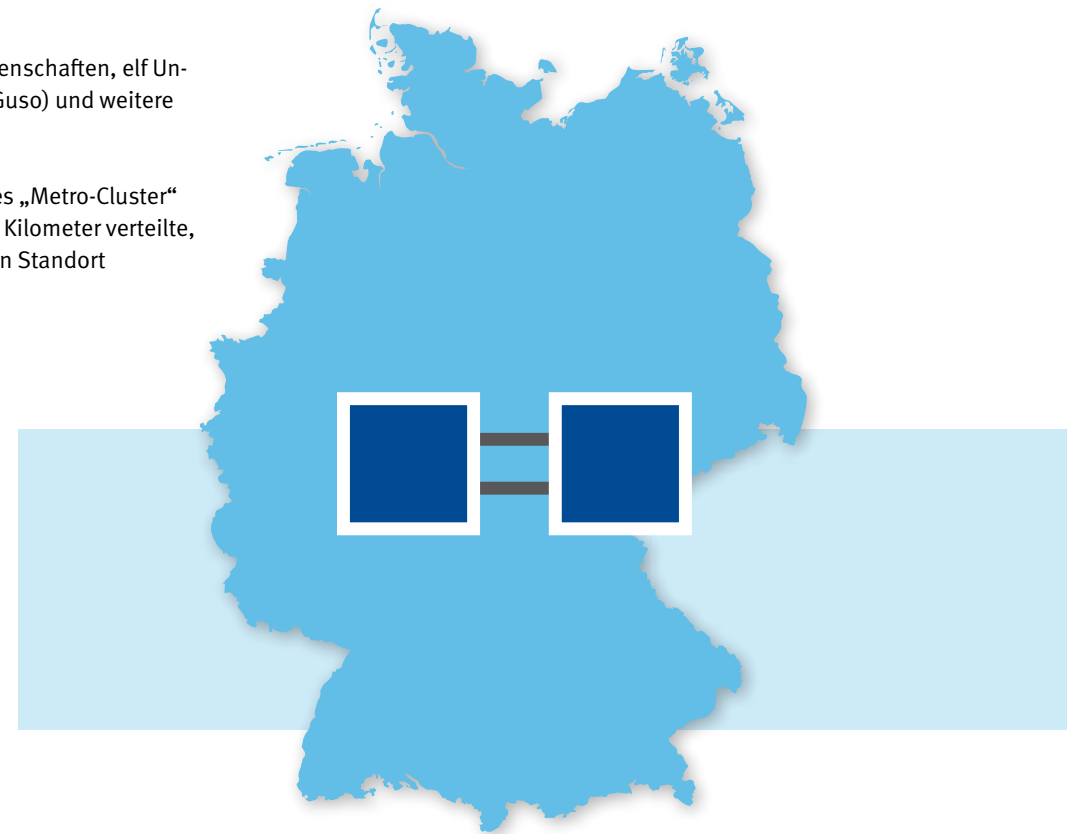 enschaften, elf Un-
Guso) und weitere
es „Metro-Cluster“
Kilometer verteilte,
n Standort